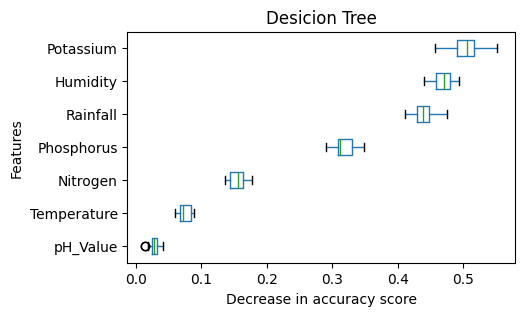 Desicion Tree
Potassium
Humidity
Rainfall
Phosphorus
Nitrogen
Temperature
pH_Value
Features
0.0 0.1 0.2 0.3 0.4 0.5
Decrease in accuracy score